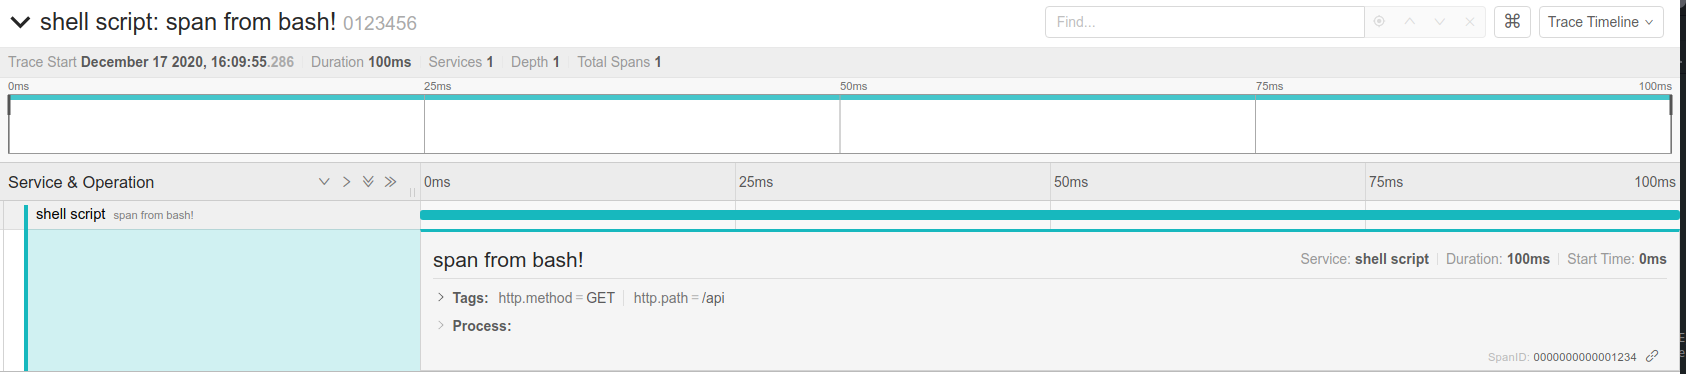 shell script: span from bash! 0123456
Find...
⌘
Trace Timeline
Trace Start December 17 2020, 16:09:55.286 Duration 100ms Services 1 Depth 1 Total Spans 1
0ms 25ms 50ms 75ms 100ms
Service & Operation 0ms 25ms 50ms 75ms 100ms
shell script span from bash!
span from bash! Service: shell script Duration: 100ms Start Time: 0ms
Tags: http.method = GET http.path = /api
Process:
SpanID: 0000000000001234